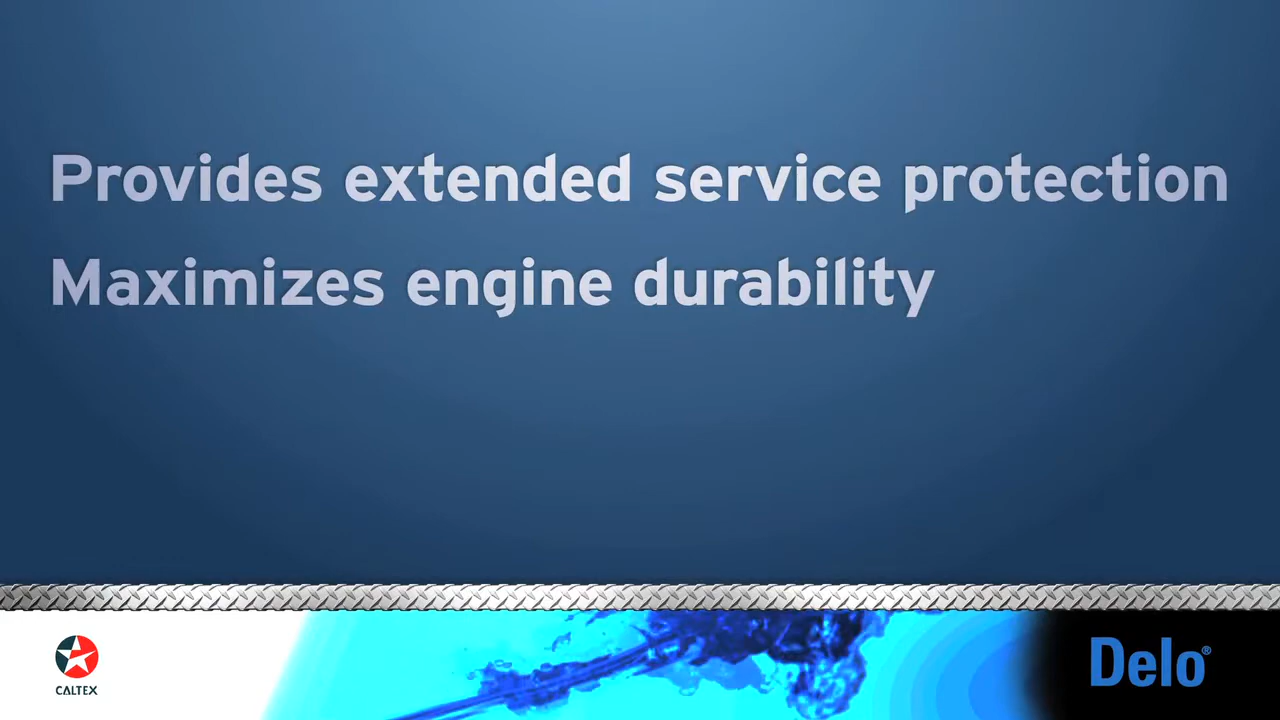 Provides extended service protection
Maximizes engine durability
CALTEX
Delo®